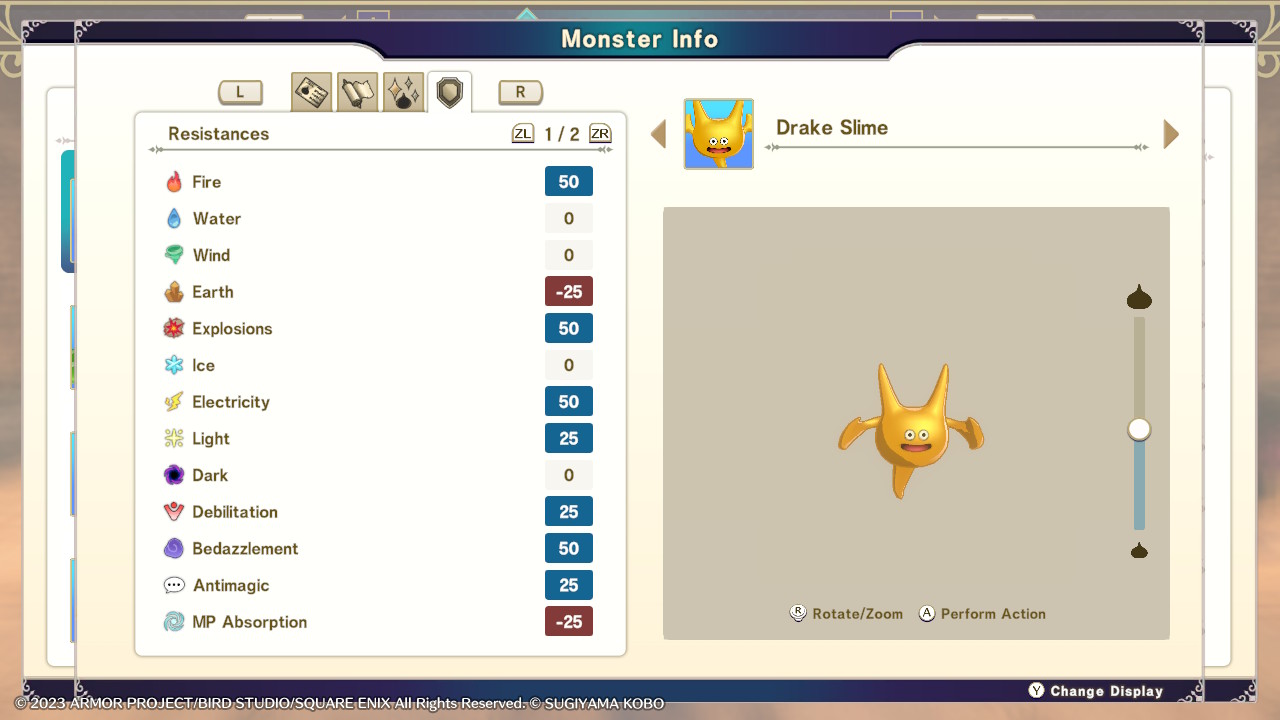 Monster Info
L
R
Resistances
ZL 1 / 2 ZR
Drake Slime
Fire 50
Water 0
Wind 0
Earth -25
Explosions 50
Ice 0
Electricity 50
Light 25
Dark 0
Debilitation 25
Bedazzlement 50
Antimagic 25
MP Absorption -25
R Rotate/Zoom A Perform Action
Y Change Display
© 2023 ARMOR PROJECT/BIRD STUDIO/SQUARE ENIX All Rights Reserved. © SUGIYAMA KOBO